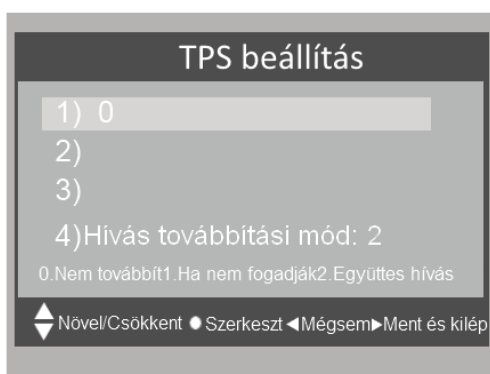 TPS beállítás
1) 0
2)
3)
4)Hívás továbbítási mód: 2
0.Nem továbbít1.Ha nem fogadják2.Együttes hívás
Növel/Csökkent Szerkeszt Mégsem Ment és kilép